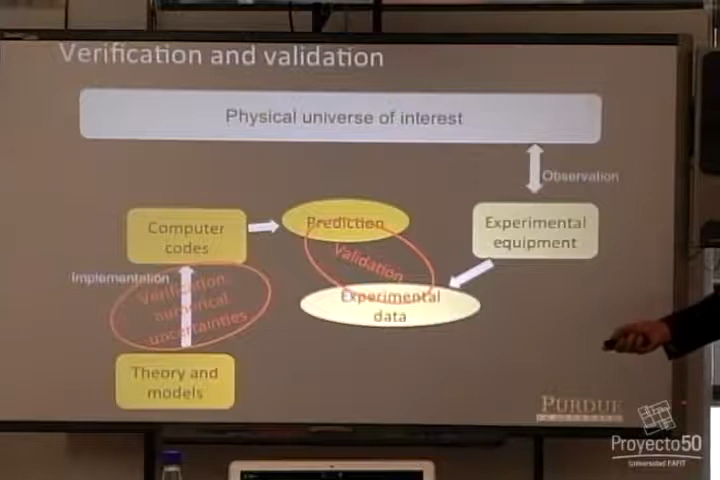 Verification and validation
Physical universe of interest
Observation
Computer
codes
Prediction
Experimental
equipment
Validation
Implementation
Verification,
numerical
uncertainties
Experimental
data
Theory and
models
PURDUE
Proyecto50
Universidad EAFIT